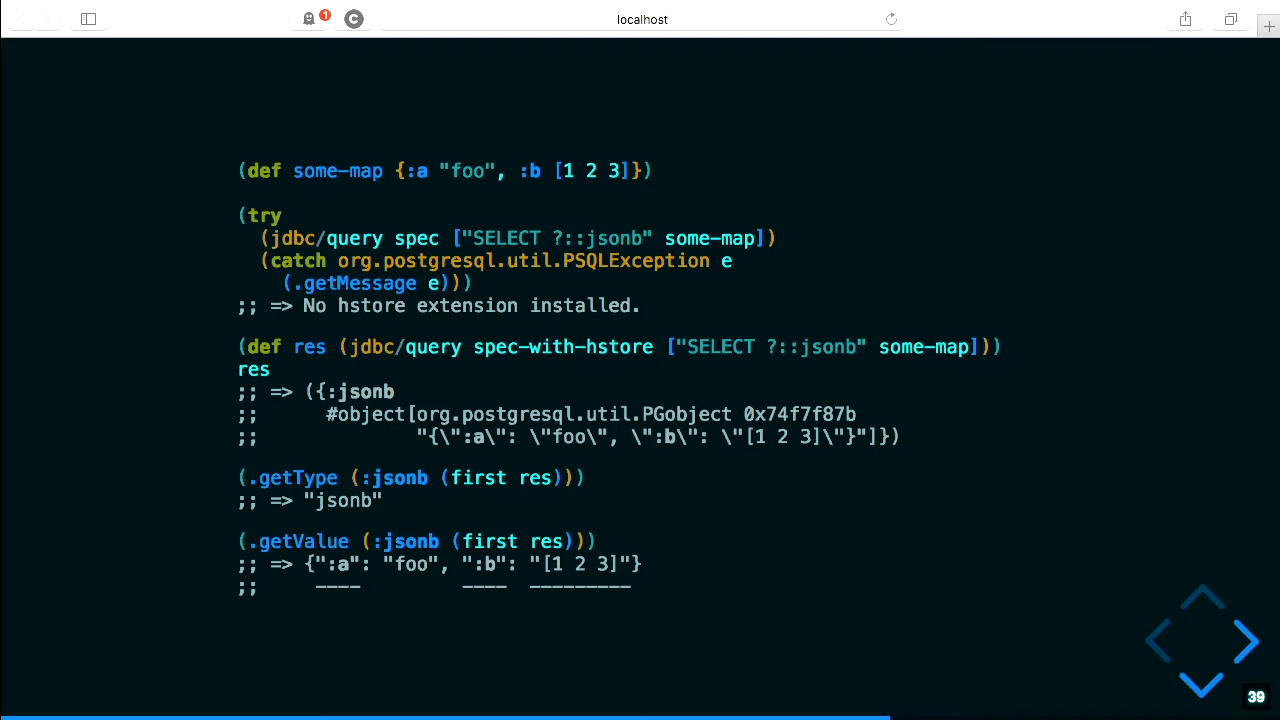 1
C
localhost
(def some-map {:a "foo", :b [1 2 3]})
(try
(jdbc/query spec ["SELECT ?::jsonb" some-map])
(catch org.postgresql.util.PSQLException e
(.getMessage e)))
;; => No hstore extension installed.
(def res (jdbc/query spec-with-hstore ["SELECT ?::jsonb" some-map]))
res
;; => ({:jsonb
;; #object[org.postgresql.util.PGobject 0x74f7f87b
;; "{\":a\": \"foo\", \":b\": \"[1 2 3]\"}"]})
(.getType (:jsonb (first res)))
;; => "jsonb"
(.getValue (:jsonb (first res)))
;; => {":a": "foo", ":b": "[1 2 3]"}
;; ———— ———— —————————
39